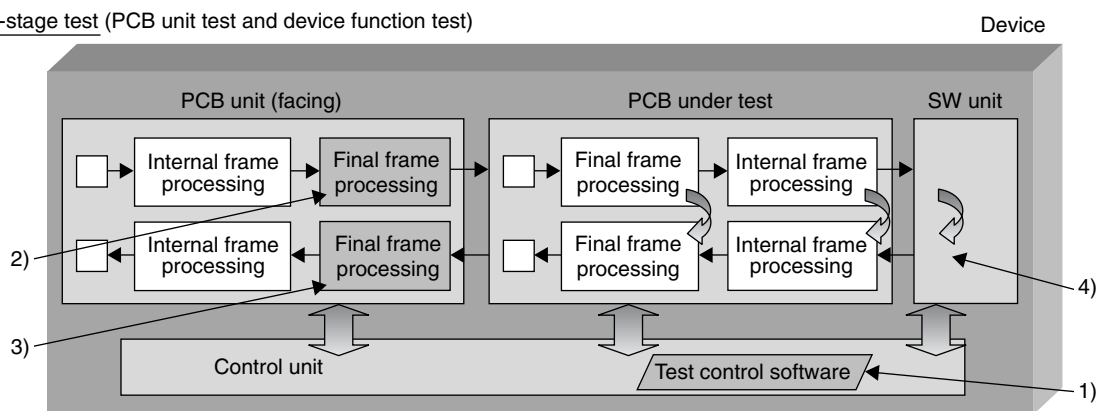 -stage test (PCB unit test and device function test)
Device
PCB unit (facing)
PCB under test
SW unit
Internal frame
processing
Final frame
processing
Final frame
processing
Internal frame
processing
Internal frame
processing
Final frame
processing
Final frame
processing
Internal frame
processing
2)
3)
4)
Control unit
Test control software
1)